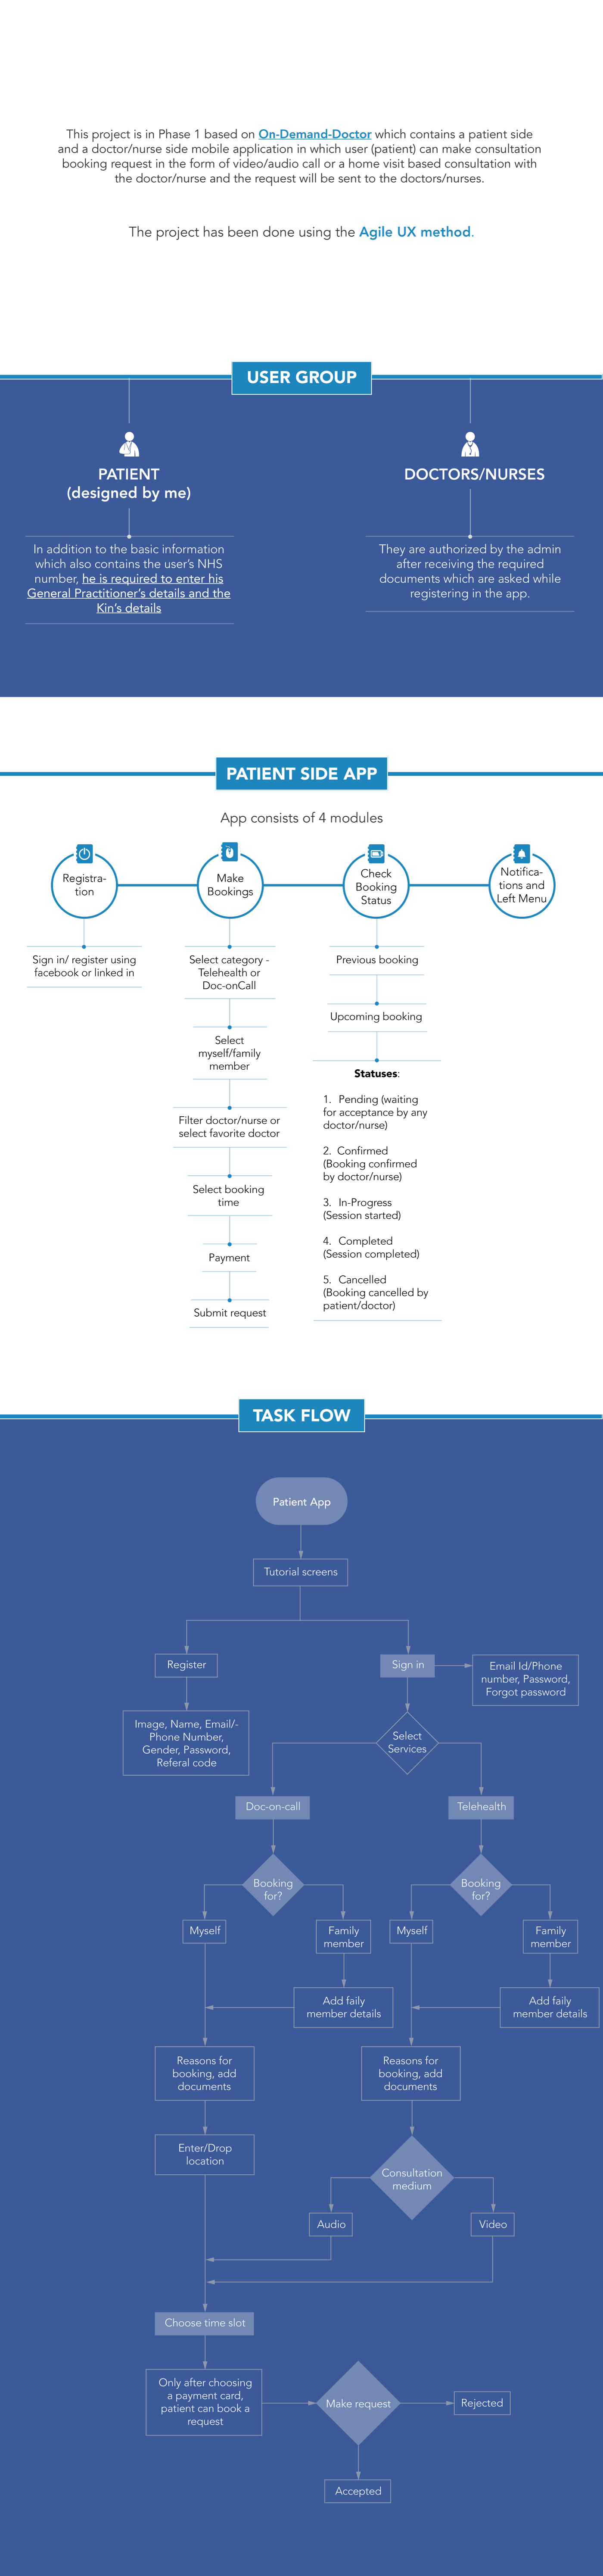 This project is in Phase 1 based on On-Demand-Doctor which contains a patient side
and a doctor/nurse side mobile application in which user (patient) can make consultation
booking request in the form of video/audio call or a home visit based consultation with
the doctor/nurse and the request will be sent to the doctors/nurses.
The project has been done using the Agile UX method.
USER GROUP
PATIENT
(designed by me)
In addition to the basic information
which also contains the user's NHS
number, he is required to enter his
General Practitioner's details and the
Kin's details
DOCTORS/NURSES
They are authorized by the admin
after receiving the required
documents which are asked while
registering in the app.
PATIENT SIDE APP
App consists of 4 modules
Registra-
tion
Make
Bookings
Check
Booking
Status
Notifica-
tions and
Left Menu
Sign in/ register using
facebook or linked in
Select category -
Telehealth or
Doc-onCall
Select
myself/family
member
Filter doctor/nurse or
select favorite doctor
Select booking
time
Payment
Submit request
Previous booking
Upcoming booking
Statuses:
1. Pending (waiting
for acceptance by any
doctor/nurse)
2. Confirmed
(Booking confirmed
by doctor/nurse)
3. In-Progress
(Session started)
4. Completed
(Session completed)
5. Cancelled
(Booking cancelled by
patient/doctor)
TASK FLOW
Patient App
Tutorial screens
Register
Sign in
Email Id/Phone
number, Password,
Forgot password
Image, Name, Email/-
Phone Number,
Gender, Password,
Referal code
Select
Services
Doc-on-call
Telehealth
Booking
for?
Booking
for?
Myself
Family
member
Myself
Family
member
Add faily
member details
Add faily
member details
Reasons for
booking, add
documents
Reasons for
booking, add
documents
Enter/Drop
location
Consultation
medium
Audio
Video
Choose time slot
Only after choosing
a payment card,
patient can book a
request
Make request
Rejected
Accepted